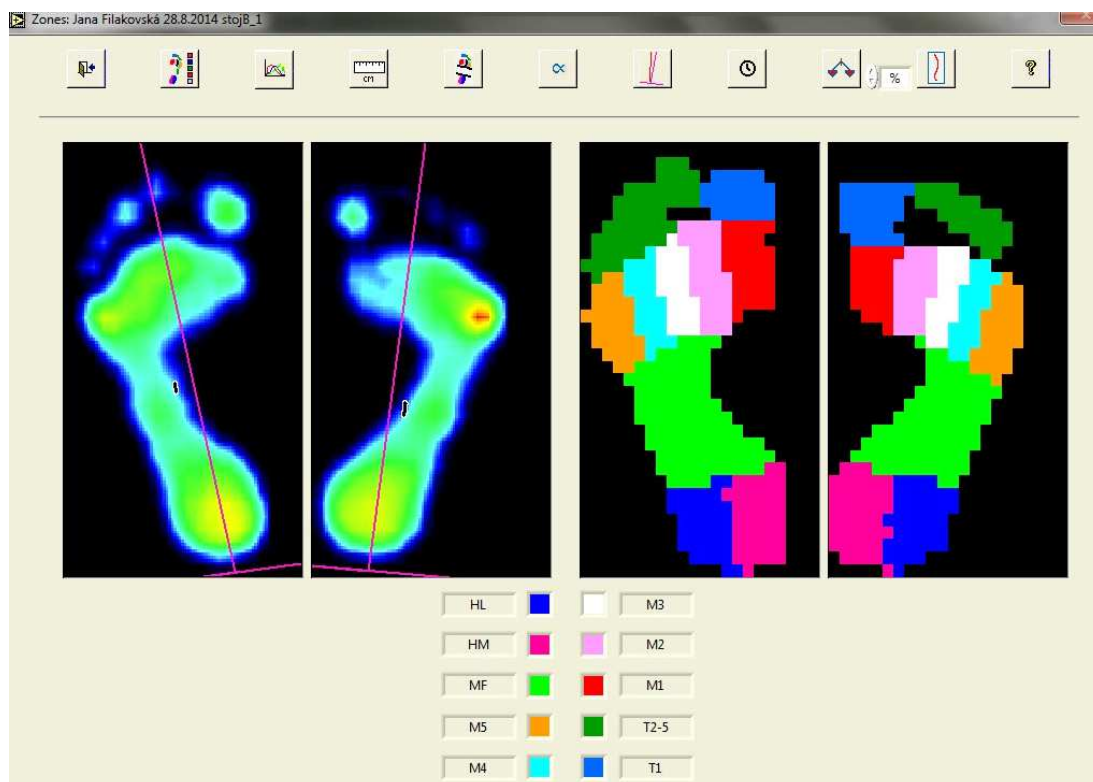 Zones: Jana Filakovská 28.8.2014 stojB_1
CM
∝
%
?
HL
M3
HM
M2
MF
M1
M5
T2-5
M4
T1